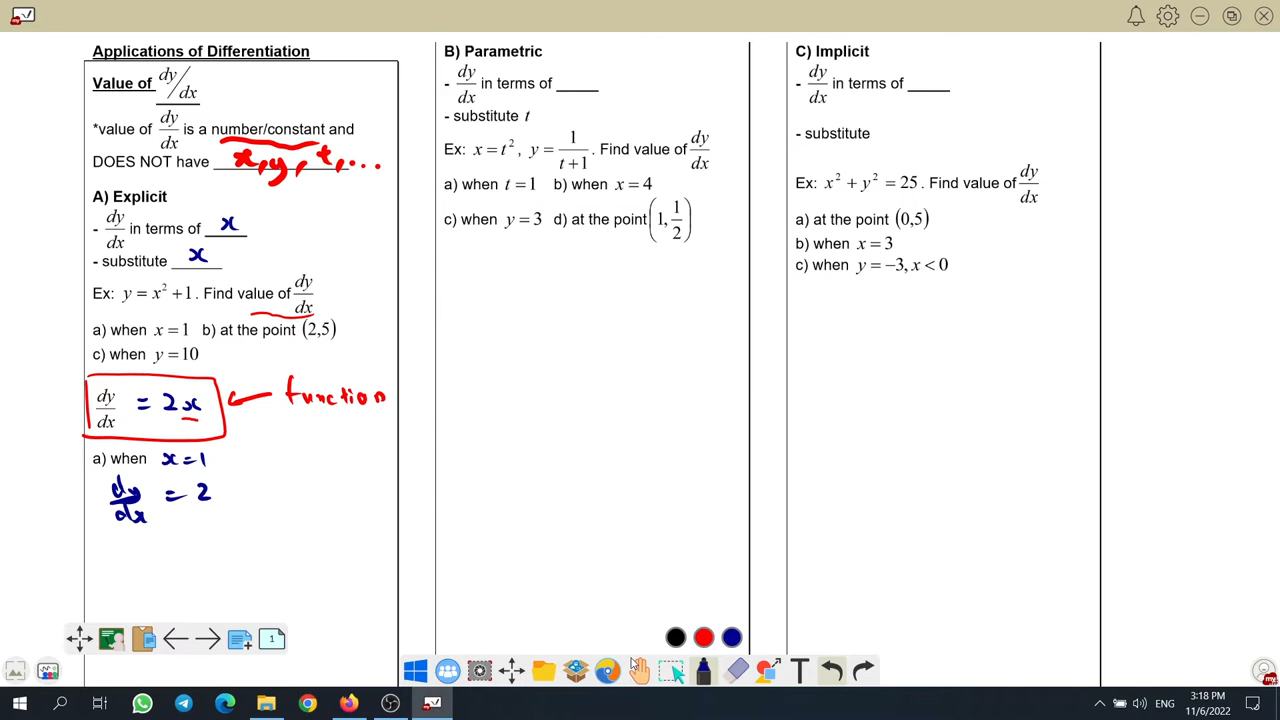 Applications of Differentiation
Value of dy/dx
*value of dy/dx is a number/constant and
DOES NOT have x, y, t, ...
A) Explicit
- dy/dx in terms of x
- substitute x
Ex: y = x² + 1. Find value of dy/dx
a) when x = 1 b) at the point (2,5)
c) when y = 10
dy/dx = 2x ← function
a) when x = 1
dy/dx = 2
B) Parametric
- dy/dx in terms of _____
- substitute t
Ex: x = t², y = 1/(t+1). Find value of dy/dx
a) when t = 1 b) when x = 4
c) when y = 3 d) at the point (1, 1/2)
C) Implicit
- dy/dx in terms of _____
- substitute
Ex: x² + y² = 25. Find value of dy/dx
a) at the point (0,5)
b) when x = 3
c) when y = −3, x < 0
1
T
ENG
3:18 PM
11/6/2022